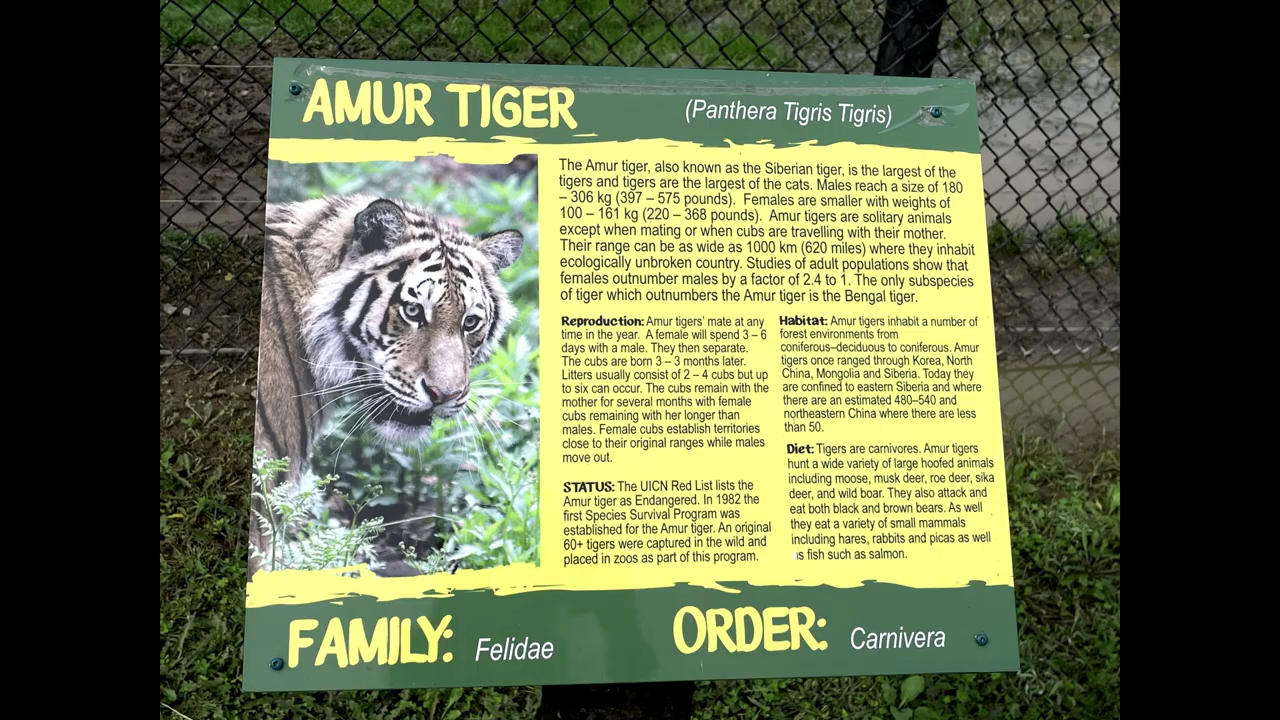 AMUR TIGER
(Panthera Tigris Tigris)
The Amur tiger, also known as the Siberian tiger, is the largest of the
tigers and tigers are the largest of the cats. Males reach a size of 180
– 306 kg (397 – 575 pounds). Females are smaller with weights of
100 – 161 kg (220 – 368 pounds). Amur tigers are solitary animals
except when mating or when cubs are travelling with their mother.
Their range can be as wide as 1000 km (620 miles) where they inhabit
ecologically unbroken country. Studies of adult populations show that
females outnumber males by a factor of 2.4 to 1. The only subspecies
of tiger which outnumbers the Amur tiger is the Bengal tiger.
Reproduction: Amur tigers' mate at any
time in the year. A female will spend 3 – 6
days with a male. They then separate.
The cubs are born 3 – 3 months later.
Litters usually consist of 2 – 4 cubs but up
to six can occur. The cubs remain with the
mother for several months with female
cubs remaining with her longer than
males. Female cubs establish territories
close to their original ranges while males
move out.
STATUS: The UICN Red List lists the
Amur tiger as Endangered. In 1982 the
first Species Survival Program was
established for the Amur tiger. An original
60+ tigers were captured in the wild and
placed in zoos as part of this program.
Habitat: Amur tigers inhabit a number of
forest environments from
coniferous–deciduous to coniferous. Amur
tigers once ranged through Korea, North
China, Mongolia and Siberia. Today they
are confined to eastern Siberia and where
there are an estimated 480–540 and
northeastern China where there are less
than 50.
Diet: Tigers are carnivores. Amur tigers
hunt a wide variety of large hoofed animals
including moose, musk deer, roe deer, sika
deer, and wild boar. They also attack and
eat both black and brown bears. As well
they eat a variety of small mammals
including hares, rabbits and picas as well
as fish such as salmon.
FAMILY: Felidae
ORDER: Carnivera